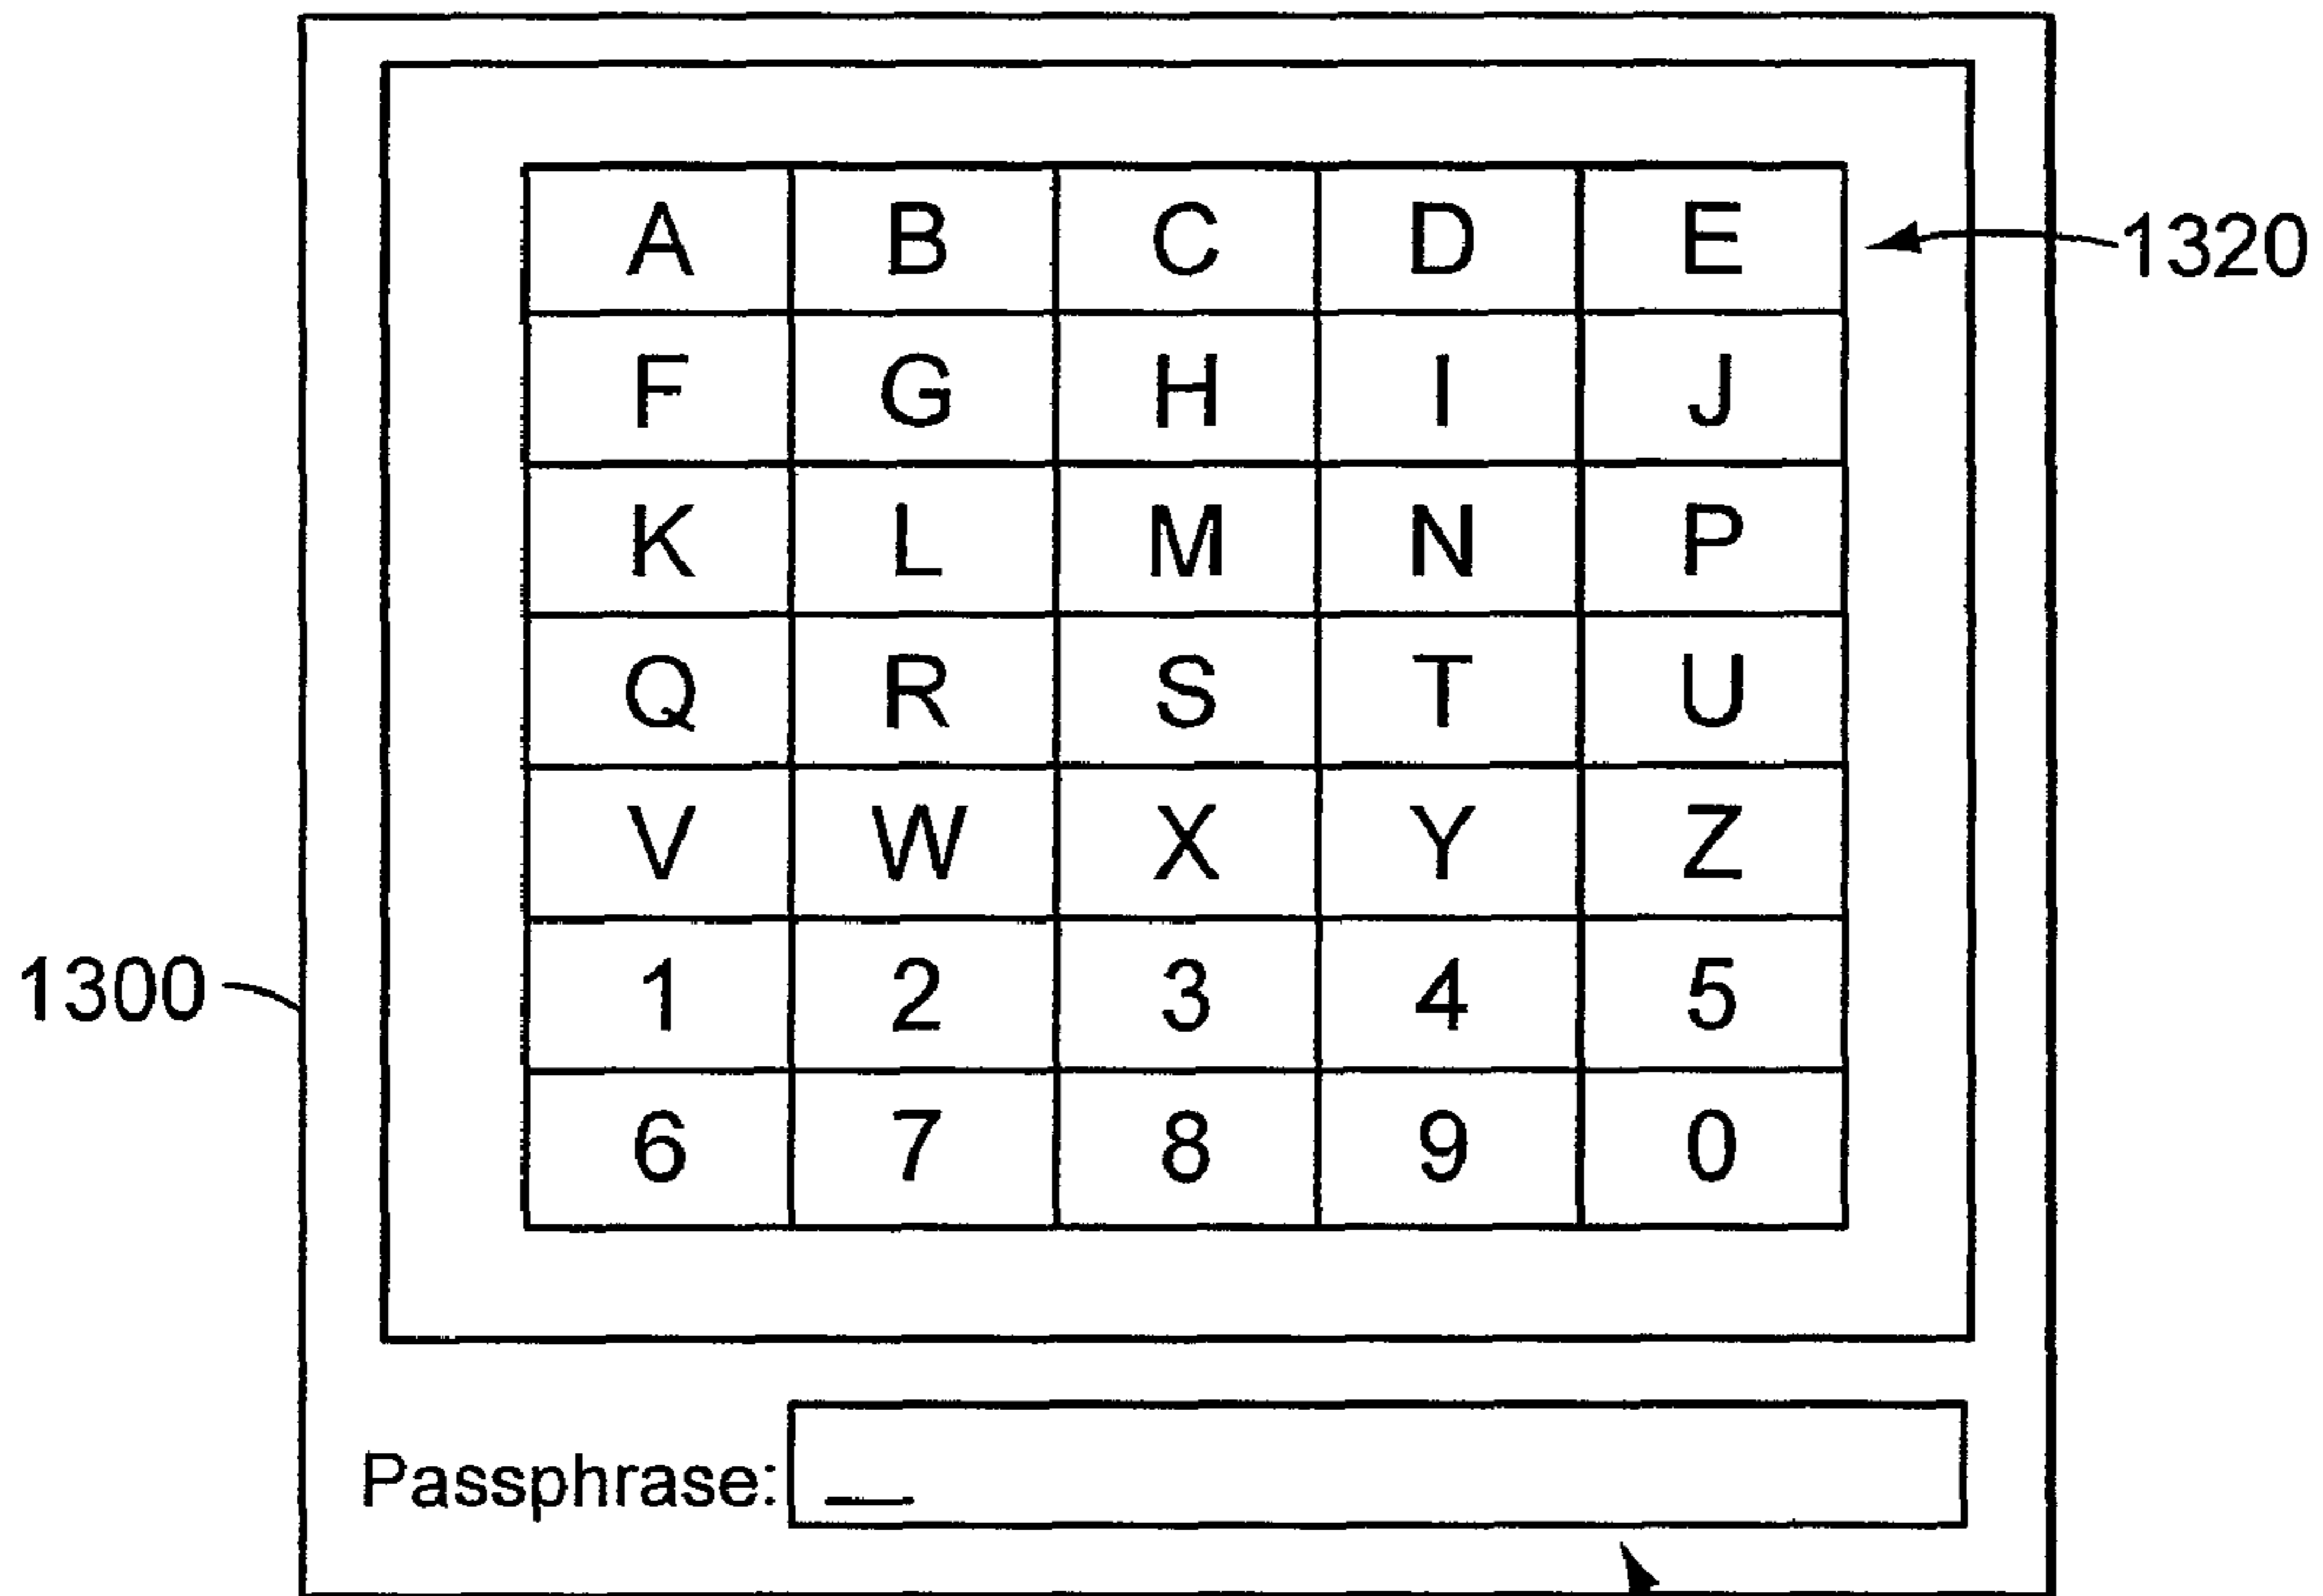 A B C D E
1320
F G H I J
K L M N P
Q R S T U
V W X Y Z
1300
1 2 3 4 5
6 7 8 9 0
Passphrase: _